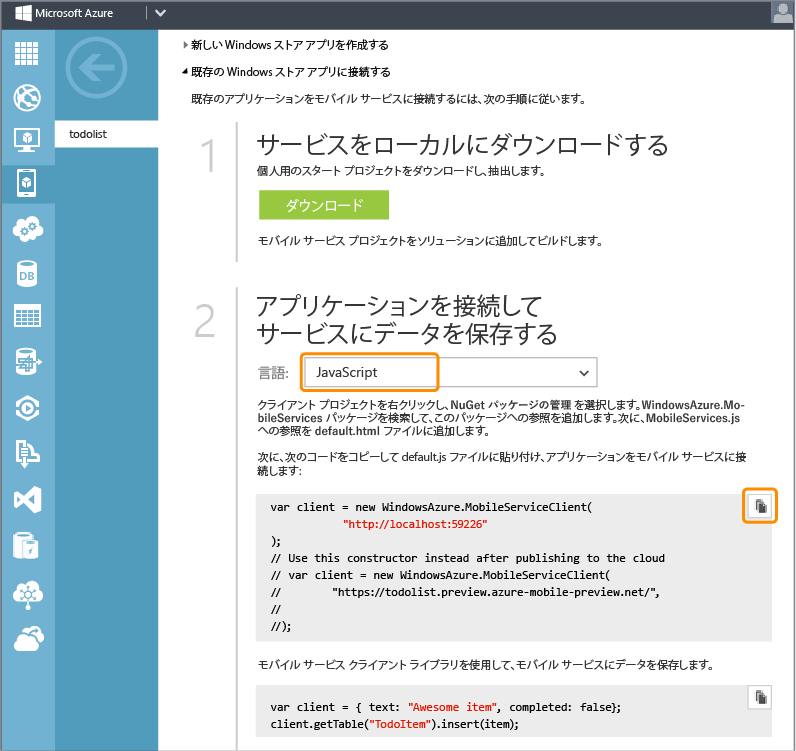 Microsoft Azure
todolist
DB
新しい Windows ストア アプリを作成する
既存の Windows ストア アプリに接続する
既存のアプリケーションをモバイル サービスに接続するには、次の手順に従います。
1
サービスをローカルにダウンロードする
個人用のスタート プロジェクトをダウンロードし、抽出します。
ダウンロード
モバイル サービス プロジェクトをソリューションに追加してビルドします。
2
アプリケーションを接続して
サービスにデータを保存する
言語:
JavaScript
クライアント プロジェクトを右クリックし、NuGet パッケージの管理 を選択します。WindowsAzure.Mo-
bileServices パッケージを検索して、このパッケージへの参照を追加します。次に、MobileServices.js
への参照を default.html ファイルに追加します。
次に、次のコードをコピーして default.js ファイルに貼り付け、アプリケーションをモバイル サービスに接
続します:
var client = new WindowsAzure.MobileServiceClient(
"http://localhost:59226"
);
// Use this constructor instead after publishing to the cloud
// var client = new WindowsAzure.MobileServiceClient(
// "https://todolist.preview.azure-mobile-preview.net/",
//
//);
モバイル サービス クライアント ライブラリを使用して、モバイル サービスにデータを保存します。
var client = { text: "Awesome item", completed: false};
client.getTable("TodoItem").insert(item);